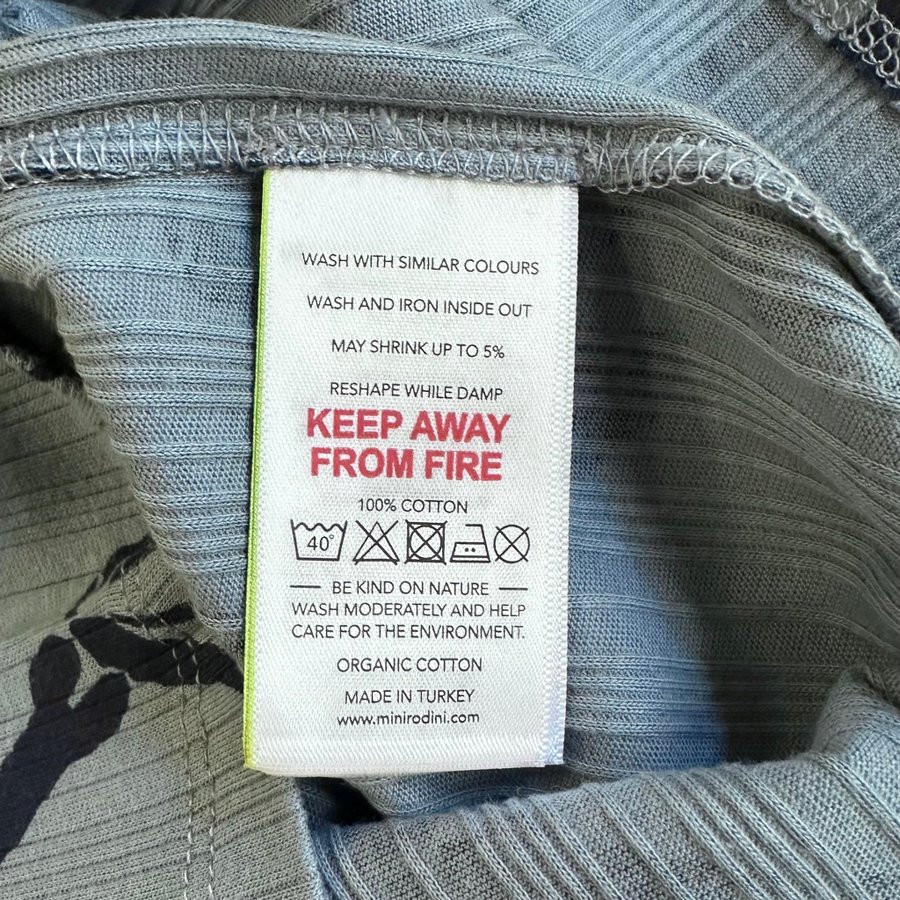 WASH WITH SIMILAR COLOURS
WASH AND IRON INSIDE OUT
MAY SHRINK UP TO 5%
RESHAPE WHILE DAMP
KEEP AWAY
FROM FIRE
100% COTTON
40°
BE KIND ON NATURE
WASH MODERATELY AND HELP
CARE FOR THE ENVIRONMENT.
ORGANIC COTTON
MADE IN TURKEY
www.minirodini.com